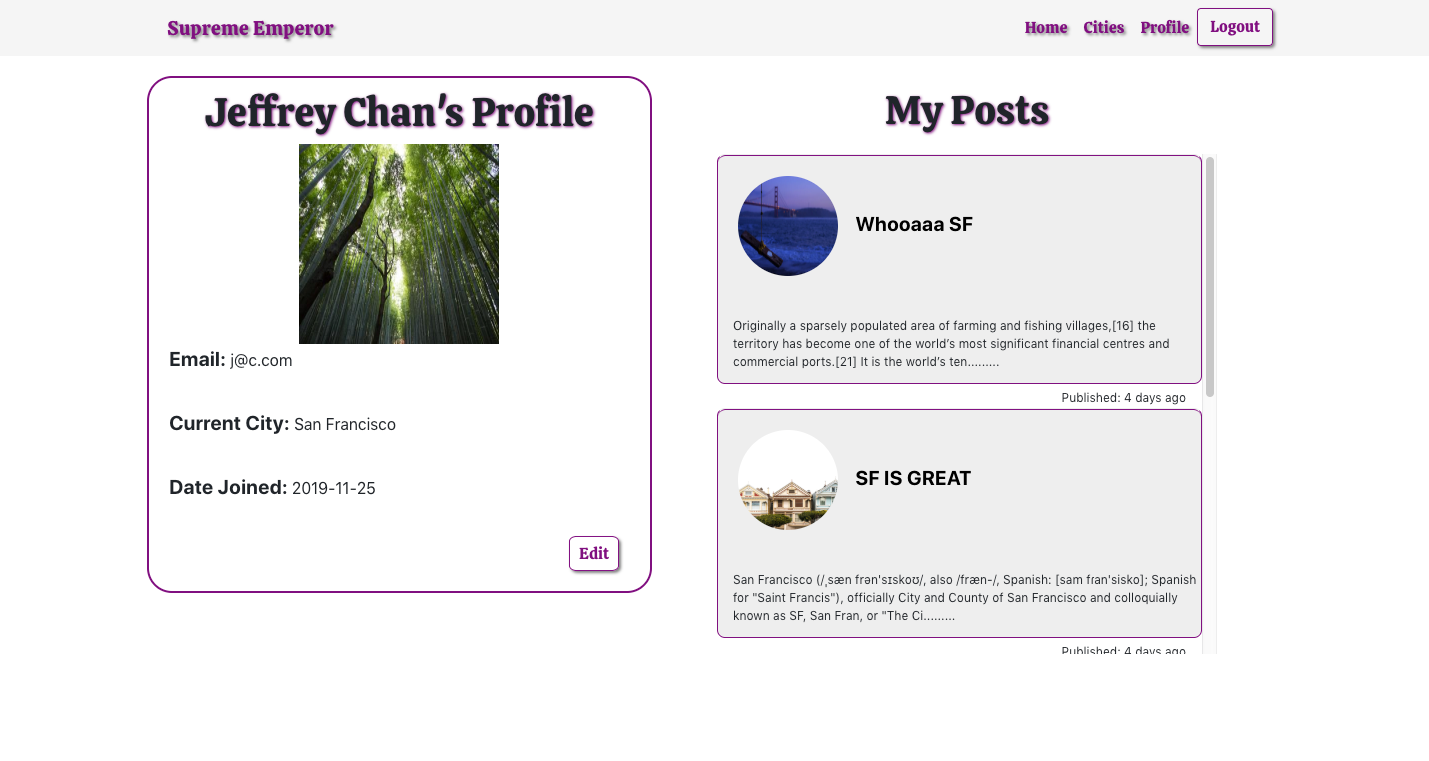 Supreme Emperor
Home Cities Profile Logout
Jeffrey Chan's Profile
Email: j@c.com
Current City: San Francisco
Date Joined: 2019-11-25
Edit
My Posts
Whooaaa SF
Originally a sparsely populated area of farming and fishing villages,[16] the
territory has become one of the world’s most significant financial centres and
commercial ports.[21] It is the world’s ten.........
Published: 4 days ago
SF IS GREAT
San Francisco (/ˌsæn frənˈsɪskoʊ/, also /fræn-/, Spanish: [sam fɾanˈsisko]; Spanish
for "Saint Francis"), officially City and County of San Francisco and colloquially
known as SF, San Fran, or "The Ci.........
Published: 4 days ago